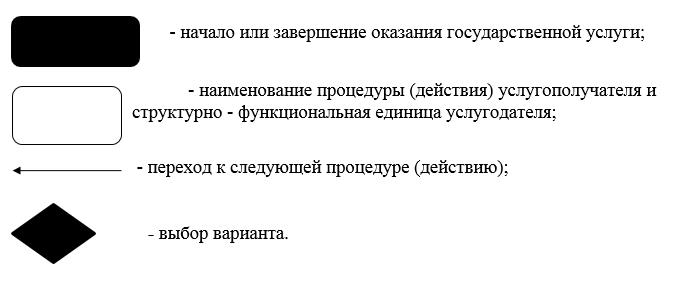 - начало или завершение оказания государственной услуги;
- наименование процедуры (действия) услугополучателя и
структурно - функциональная единица услугодателя;
- переход к следующей процедуре (действию);
- выбор варианта.